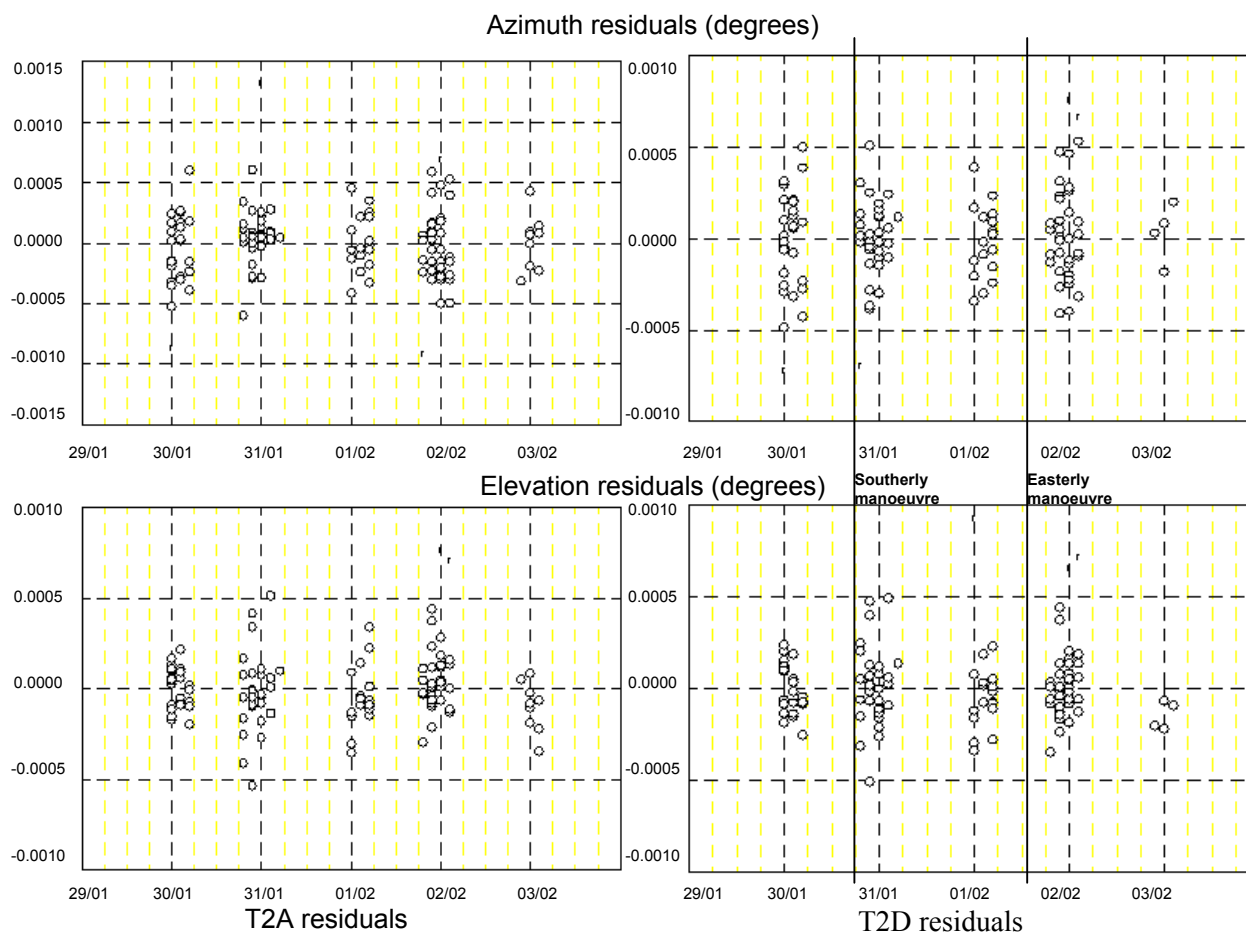 Azimuth residuals (degrees)
0.0015
0.0010
0.0005
0.0000
-0.0005
-0.0010
-0.0015
29/01 30/01 31/01 01/02 02/02 03/02
0.0010
0.0005
0.0000
-0.0005
-0.0010
29/01 30/01 31/01 01/02 02/02 03/02
Elevation residuals (degrees)
Southerly
manoeuvre
Easterly
manoeuvre
0.0010
0.0005
0.0000
-0.0005
-0.0010
29/01 30/01 31/01 01/02 02/02 03/02
T2A residuals
0.0010
0.0005
0.0000
-0.0005
-0.0010
29/01 30/01 31/01 01/02 02/02 03/02
T2D residuals